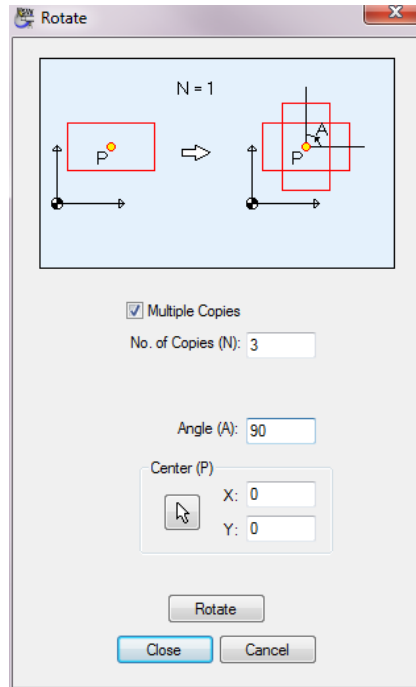 Rotate
N = 1
P
A
P
Multiple Copies
No. of Copies (N): 3
Angle (A): 90
Center (P)
X: 0
Y: 0
Rotate
Close Cancel